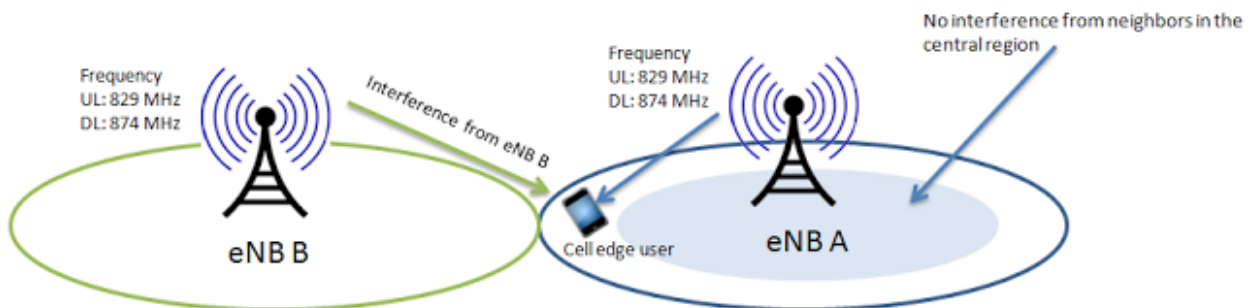 No interference from neighbors in the
central region
Frequency
UL: 829 MHz
DL: 874 MHz
Interference from eNB B
Frequency
UL: 829 MHz
DL: 874 MHz
eNB B
Cell edge user
eNB A